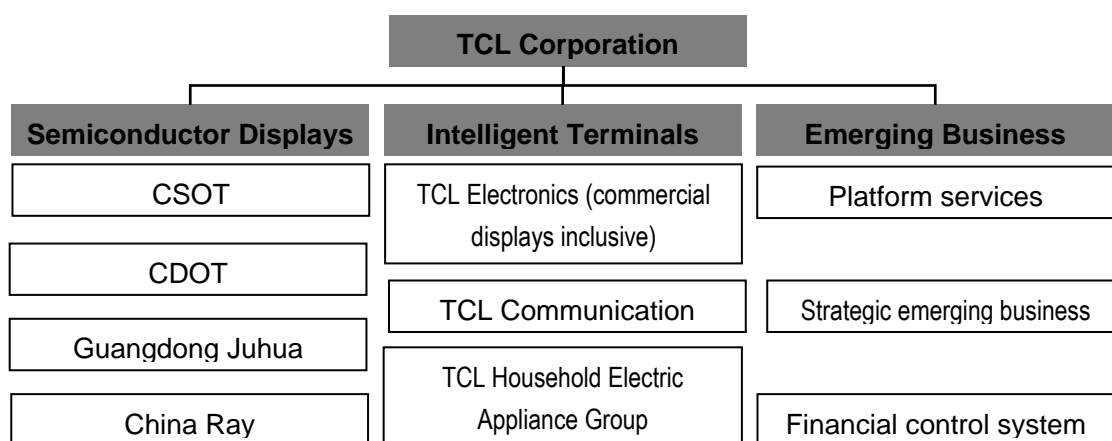 TCL Corporation
Semiconductor Displays
Intelligent Terminals
Emerging Business
CSOT
CDOT
Guangdong Juhua
China Ray
TCL Electronics (commercial
displays inclusive)
TCL Communication
TCL Household Electric
Appliance Group
Platform services
Strategic emerging business
Financial control system